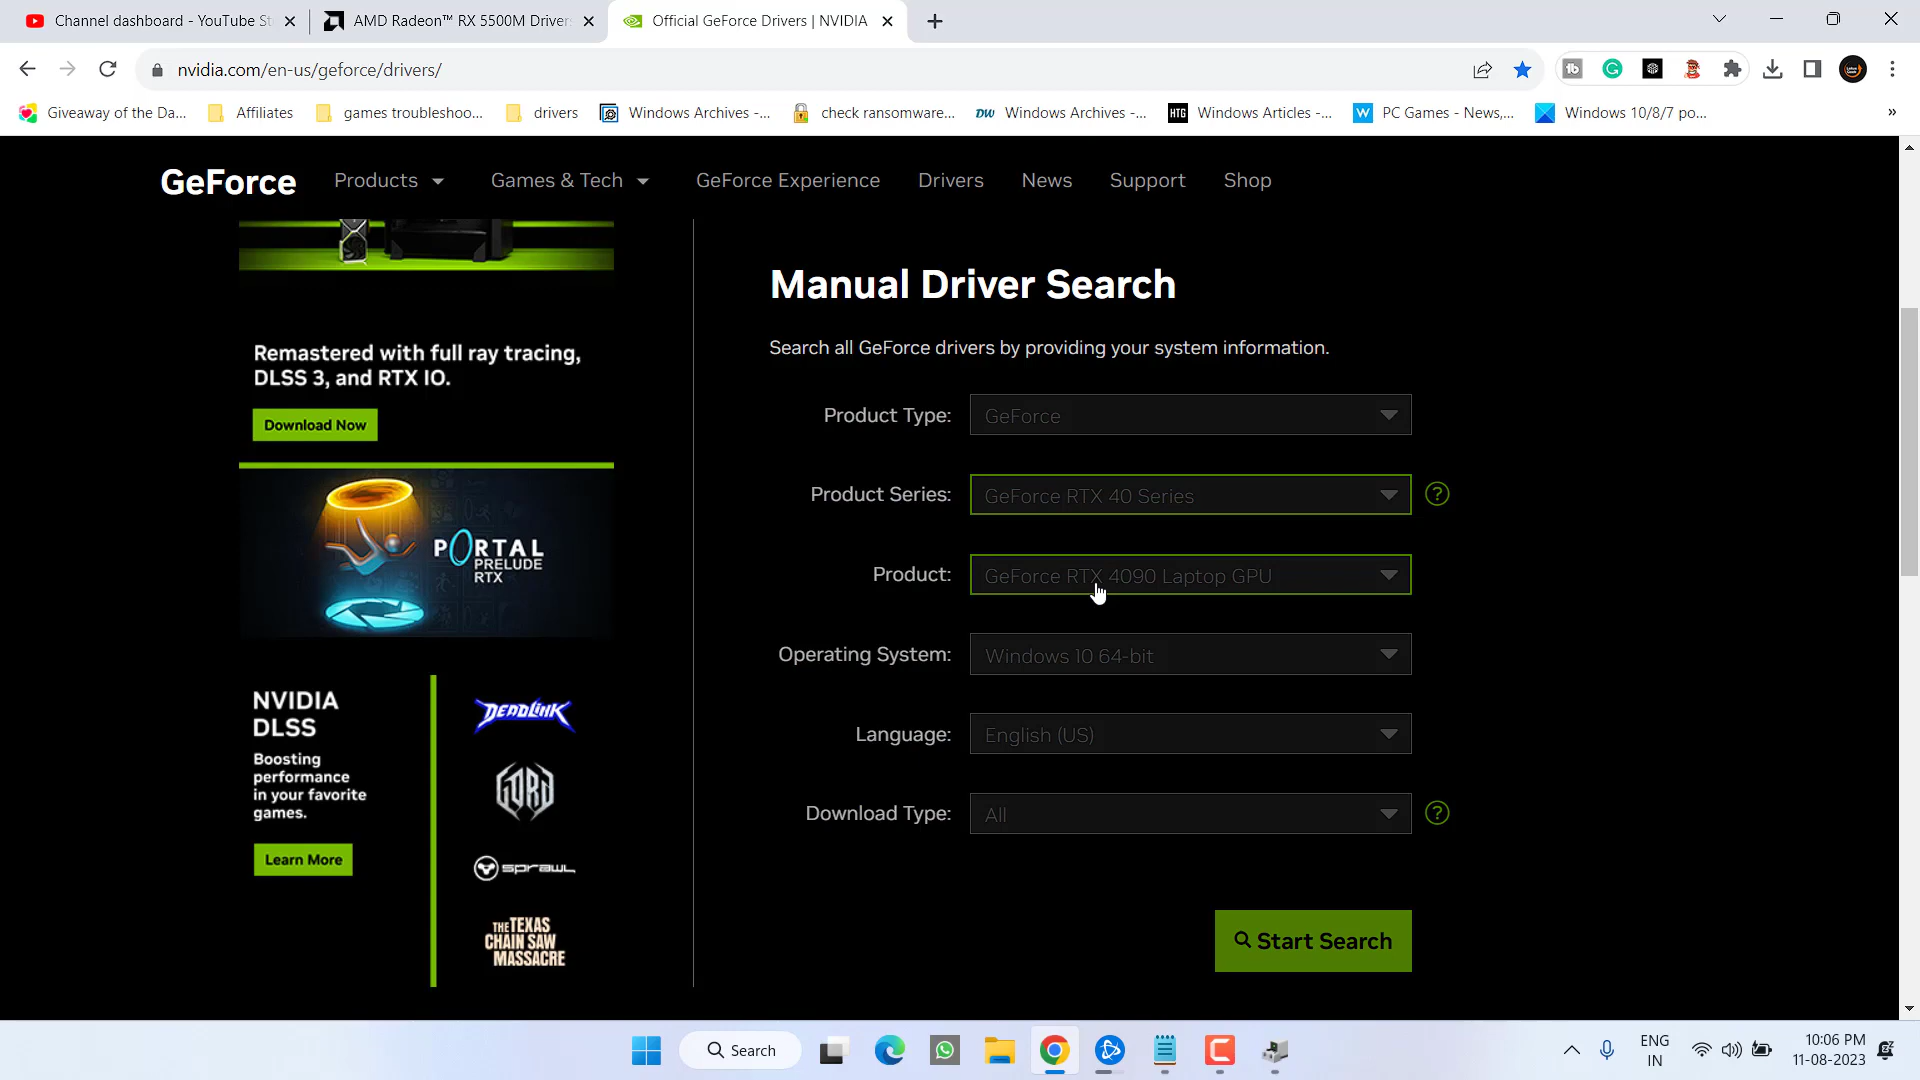 Channel dashboard - YouTube St
AMD Radeon™ RX 5500M Drivers
Official GeForce Drivers | NVIDIA
nvidia.com/en-us/geforce/drivers/
Giveaway of the Da...
Affiliates
games troubleshoo...
drivers
Windows Archives -...
check ransomware...
DW
Windows Archives -...
HTG
Windows Articles -...
W
PC Games - News,...
Windows 10/8/7 po...
»
GeForce
Products
Games & Tech
GeForce Experience
Drivers
News
Support
Shop
Remastered with full ray tracing,
DLSS 3, and RTX IO.
Download Now
PORTAL
PRELUDE
RTX
NVIDIA
DLSS
Boosting
performance
in your favorite
games.
Learn More
DEADLINK
GORD
SPRAWL
THE TEXAS
CHAIN SAW
MASSACRE
Manual Driver Search
Search all GeForce drivers by providing your system information.
Product Type:
GeForce
Product Series:
GeForce RTX 40 Series
?
Product:
GeForce RTX 4090 Laptop GPU
Operating System:
Windows 10 64-bit
Language:
English (US)
Download Type:
All
?
Start Search
Search
ENG
IN
10:06 PM
11-08-2023